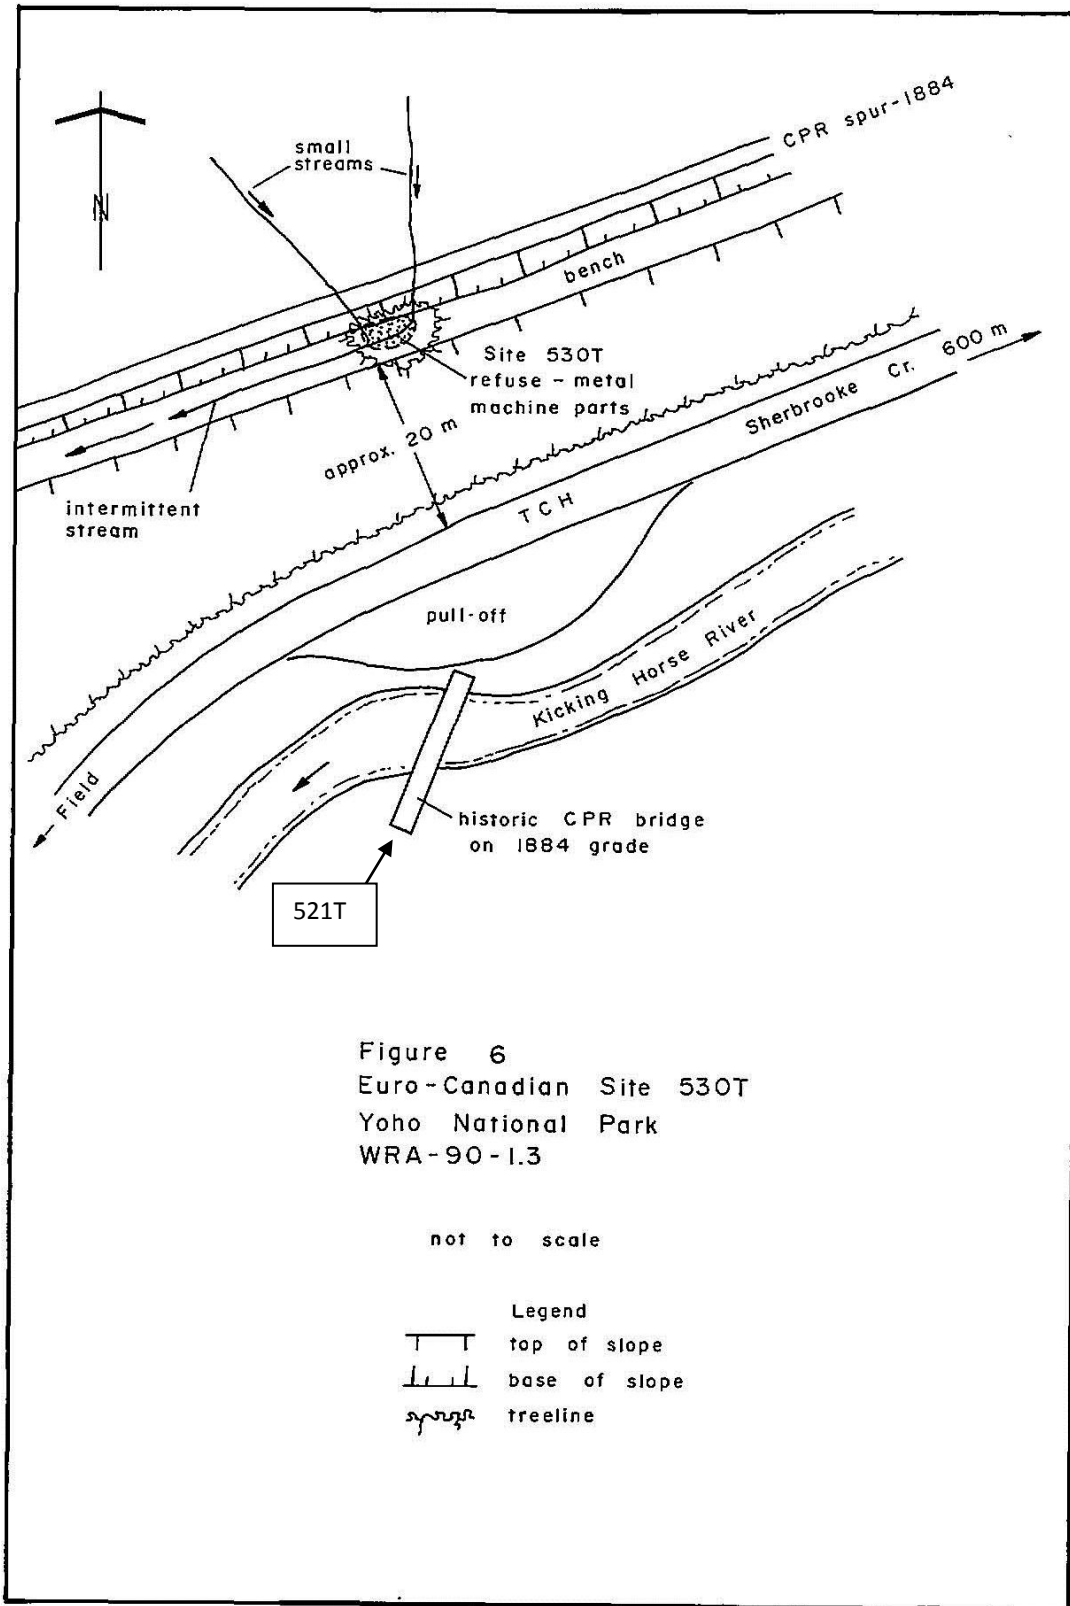 CPR spur-1884
small
streams
N
bench
Site 530T
refuse - metal
machine parts
approx. 20 m
Sherbrooke Cr. 600 m
TCH
intermittent
stream
pull-off
Kicking Horse River
Field
historic CPR bridge
on 1884 grade
521T
Figure 6
Euro-Canadian Site 530T
Yoho National Park
WRA-90-1.3
not to scale
Legend
top of slope
base of slope
treeline